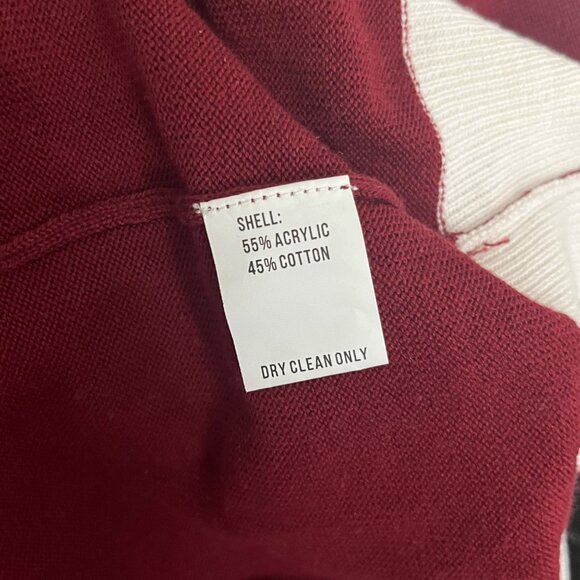 SHELL:
55% ACRYLIC
45% COTTON
DRY CLEAN ONLY